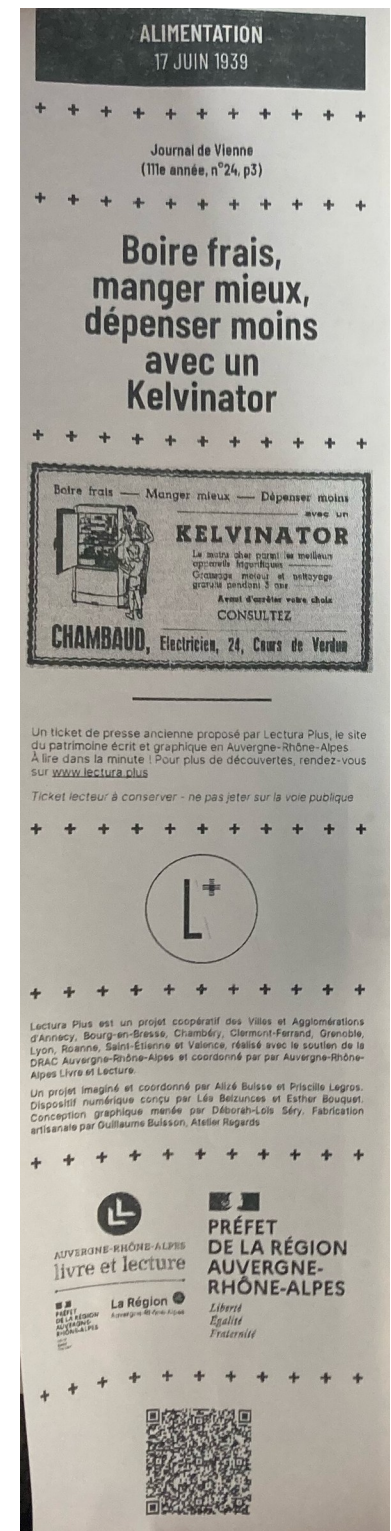 ALIMENTATION
17 JUIN 1939
Journal de Vienne
(111e année, n°24, p3)
Boire frais,
manger mieux,
dépenser moins
avec un
Kelvinator
Boire frais — Manger mieux — Dépenser moins
avec un
KELVINATOR
Le moins cher parmi les meilleurs
appareils frigorifiques
Graissage moteur et nettoyage
gratuits pendant 3 ans
Avant d'arrêter votre choix
CONSULTEZ
CHAMBAUD, Electricien, 24, Cours de Verdun
Un ticket de presse ancienne proposé par Lectura Plus, le site
du patrimoine écrit et graphique en Auvergne-Rhône-Alpes
À lire dans la minute ! Pour plus de découvertes, rendez-vous
sur www.lectura.plus
Ticket lecteur à conserver - ne pas jeter sur la voie publique
L+
Lectura Plus est un projet coopératif des Villes et Agglomérations
d'Annecy, Bourg-en-Bresse, Chambéry, Clermont-Ferrand, Grenoble,
Lyon, Roanne, Saint-Étienne et Valence, réalisé avec le soutien de la
DRAC Auvergne-Rhône-Alpes et coordonné par par Auvergne-Rhône-
Alpes Livre et Lecture.
Un projet imaginé et coordonné par Alizé Buisse et Priscille Legros.
Dispositif numérique conçu par Léa Belzunces et Esther Bouquet.
Conception graphique menée par Déborah-Loïs Séry. Fabrication
artisanale par Guillaume Buisson, Atelier Regards
AUVERGNE-RHÔNE-ALPES
livre et lecture
PRÉFET
DE LA RÉGION
AUVERGNE-
RHÔNE-ALPES
La Région
Auvergne-Rhône-Alpes
PRÉFET
DE LA RÉGION
AUVERGNE-
RHÔNE-ALPES
Liberté
Égalité
Fraternité